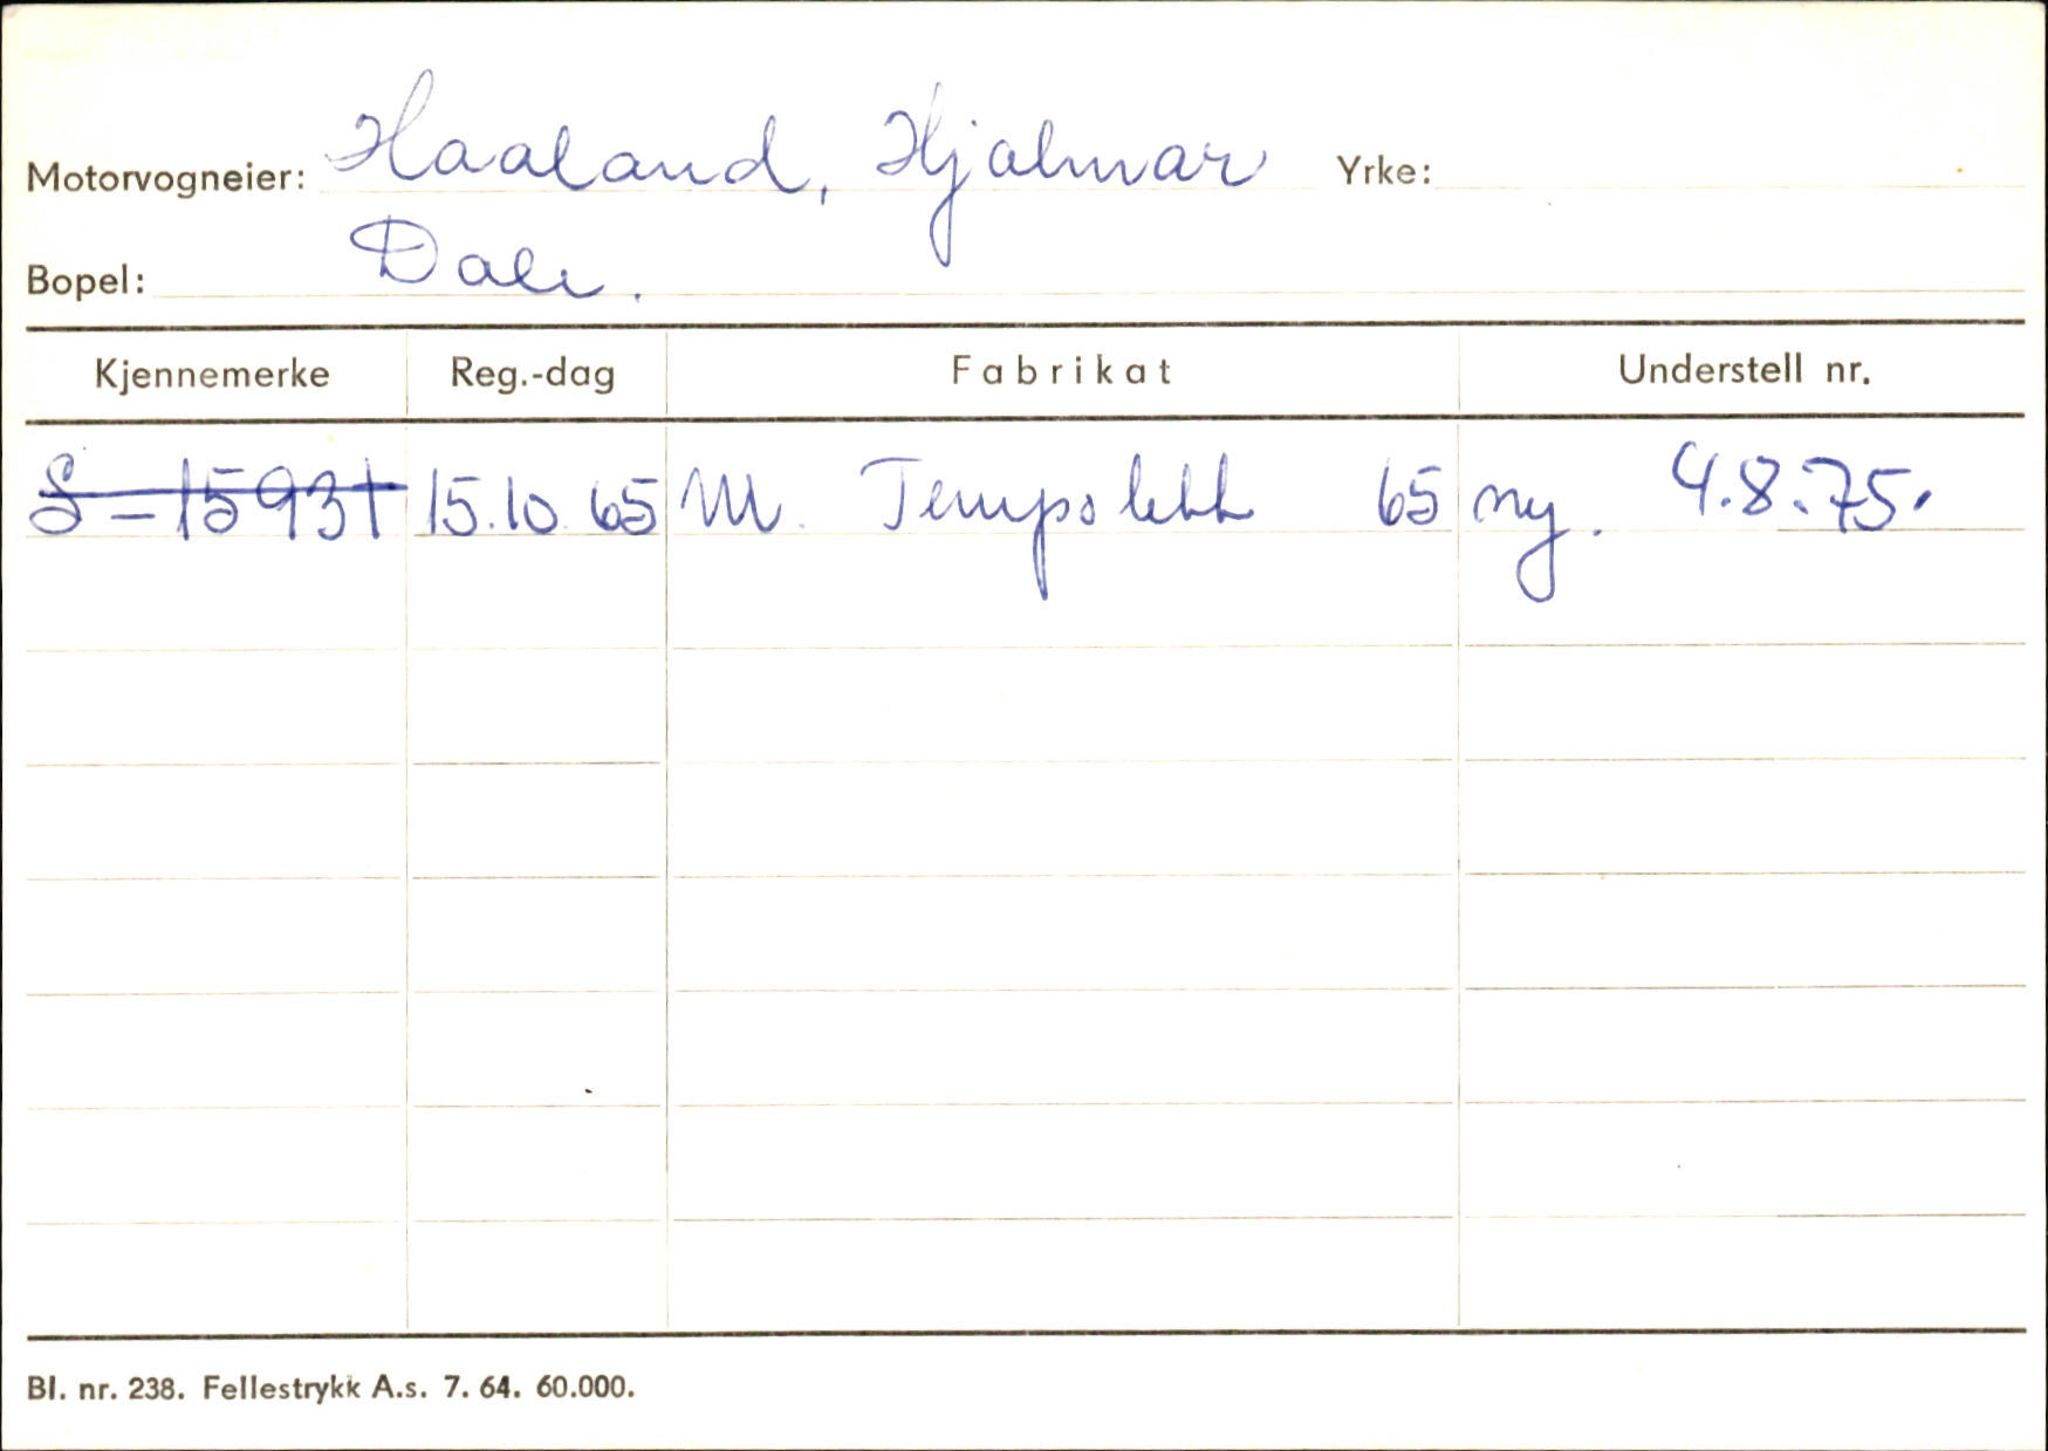 Motorvogneier: Haaland, Hjalmar Yrke:
Bopel: Dale.
Kjennemerke Reg.-dag Fabrikat Understell nr.
S-15931 15.10.65 M. Tempo lett 65 ny. 4.8.75.
Bl. nr. 238. Fellestrykk A.s. 7. 64. 60.000.